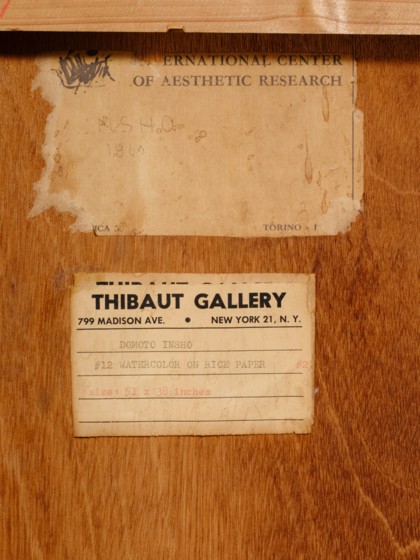 ERNATIONAL CENTER
OF AESTHETIC RESEARCH
TORINO - I
THIBAUT GALLERY
799 MADISON AVE. • NEW YORK 21, N. Y.
DOMOTO INSHO
#12 WATERCOLOR ON RICE PAPER #2
size: 51 x 38 inches